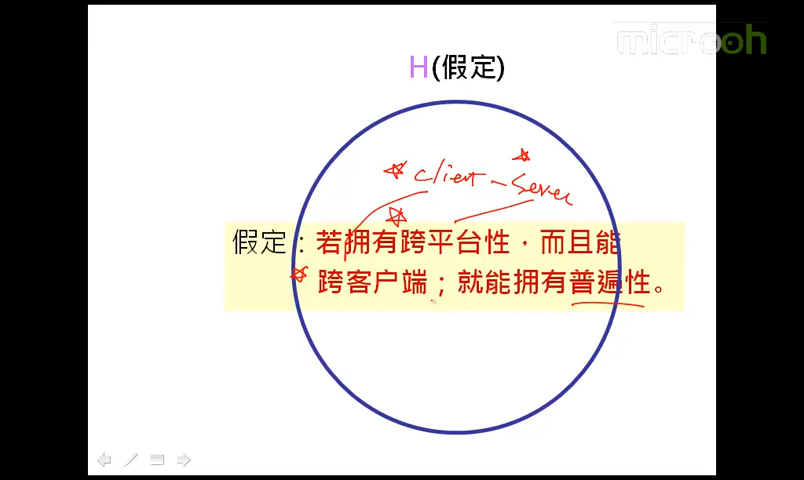 microoh
H(假定)
client - Server
假定：若拥有跨平台性，而且能
跨客户端；就能拥有普遍性。